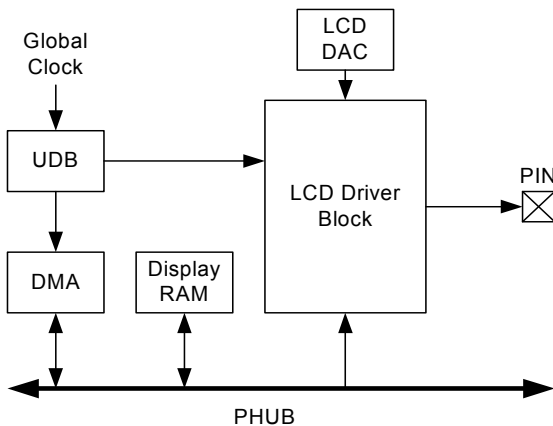 Global
Clock
LCD
DAC
UDB
LCD Driver
Block
PIN
DMA
Display
RAM
PHUB